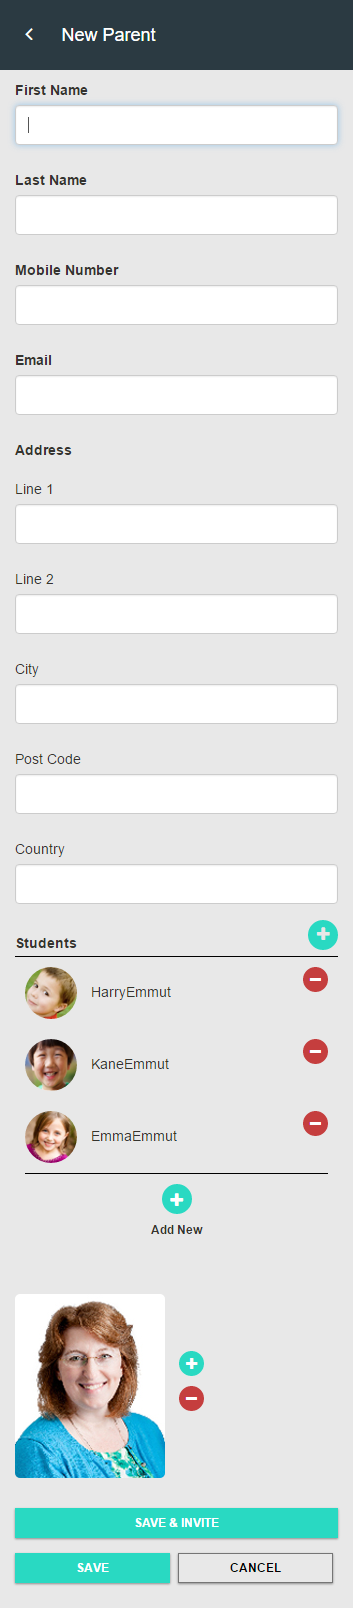 New Parent
First Name
Last Name
Mobile Number
Email
Address
Line 1
Line 2
City
Post Code
Country
Students
HarryEmmut
KaneEmmut
EmmaEmmut
Add New
SAVE & INVITE
SAVE
CANCEL